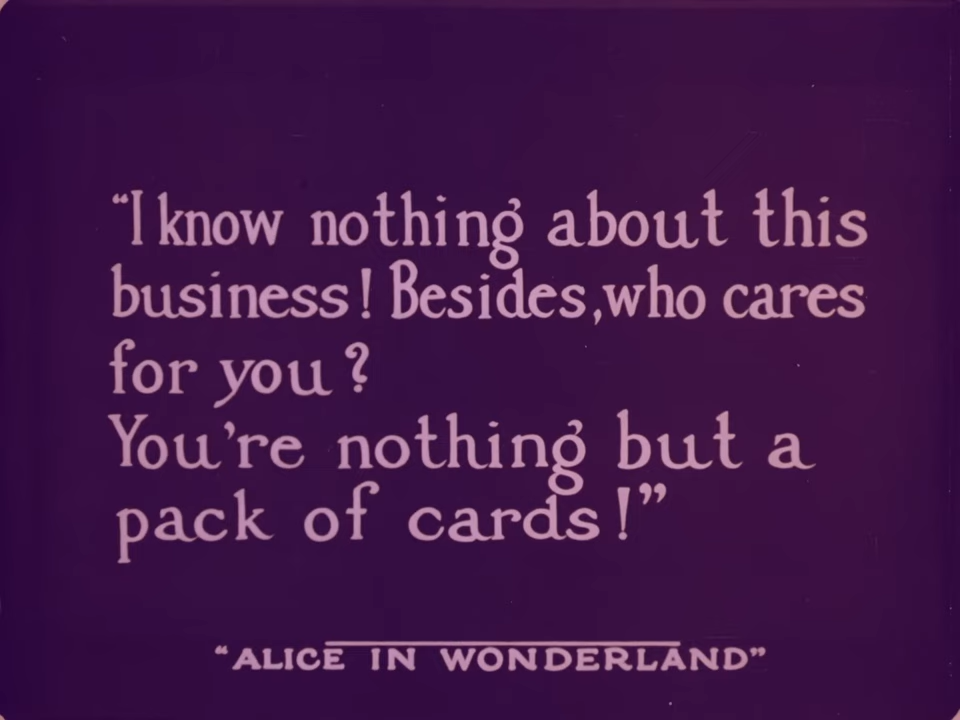 “I know nothing about this
business! Besides, who cares
for you?
You’re nothing but a
pack of cards!”
“ALICE IN WONDERLAND”